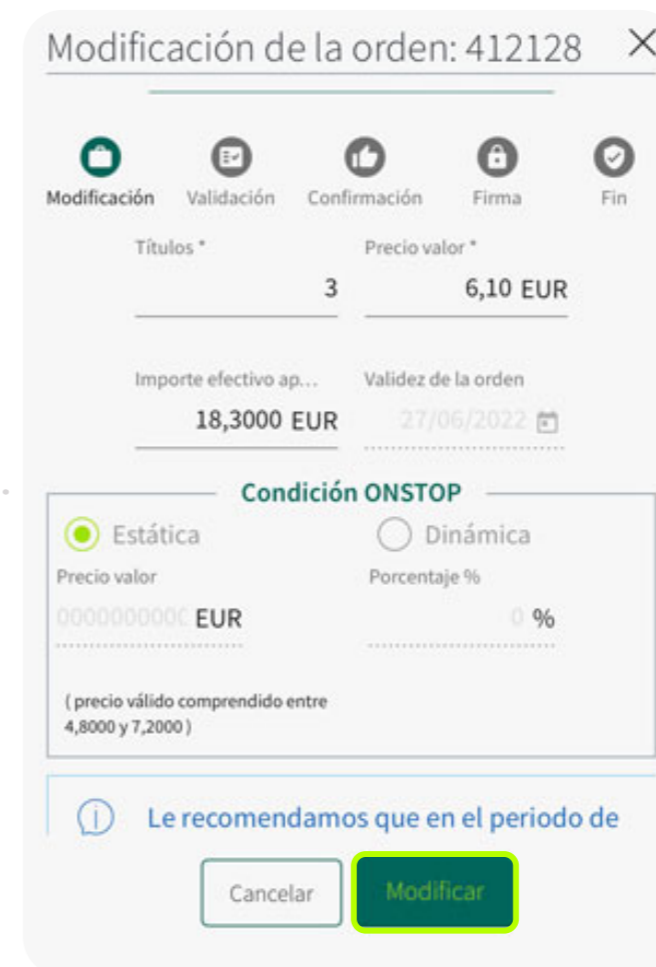 Modificación de la orden: 412128
Modificación Validación Confirmación Firma Fin
Títulos * Precio valor *
3 6,10 EUR
Importe efectivo ap... Validez de la orden
18,3000 EUR 27/06/2022
Condición ONSTOP
Estática Dinámica
Precio valor Porcentaje %
000000000C EUR 0 %
( precio válido comprendido entre
4,8000 y 7,2000 )
Le recomendamos que en el periodo de
Cancelar Modificar